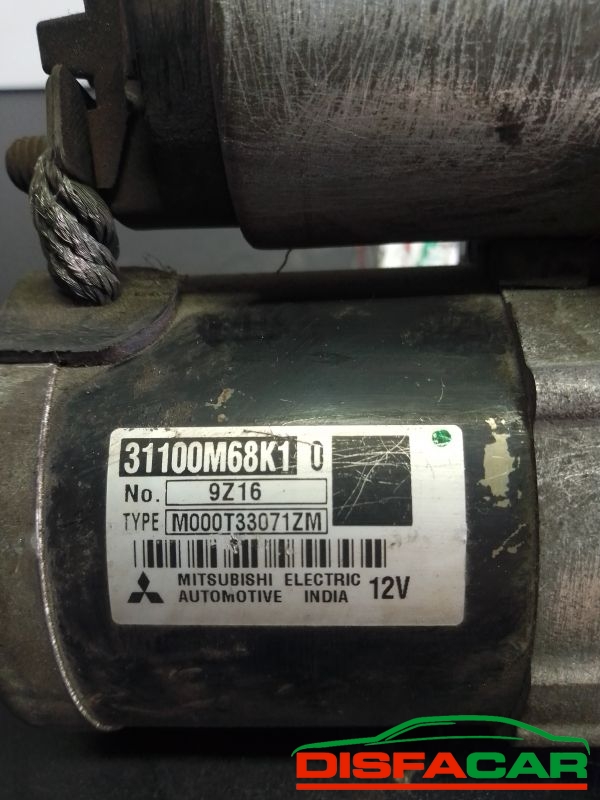 31100M68K1 0
No. 9Z16
TYPE M000T33071ZM
MITSUBISHI ELECTRIC
AUTOMOTIVE INDIA 12V
DISFACAR